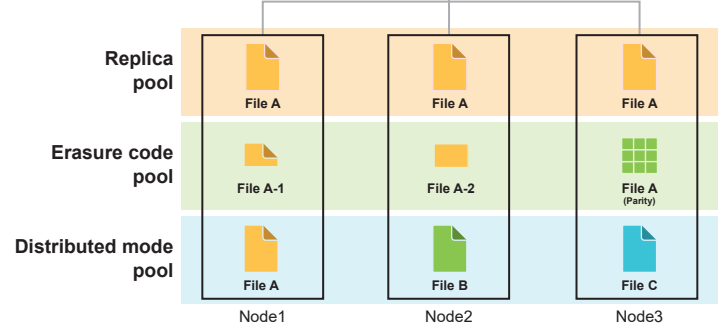 Replica
pool
File A
File A
File A
Erasure code
pool
File A-1
File A-2
File A
(Parity)
Distributed mode
pool
File A
File B
File C
Node1
Node2
Node3